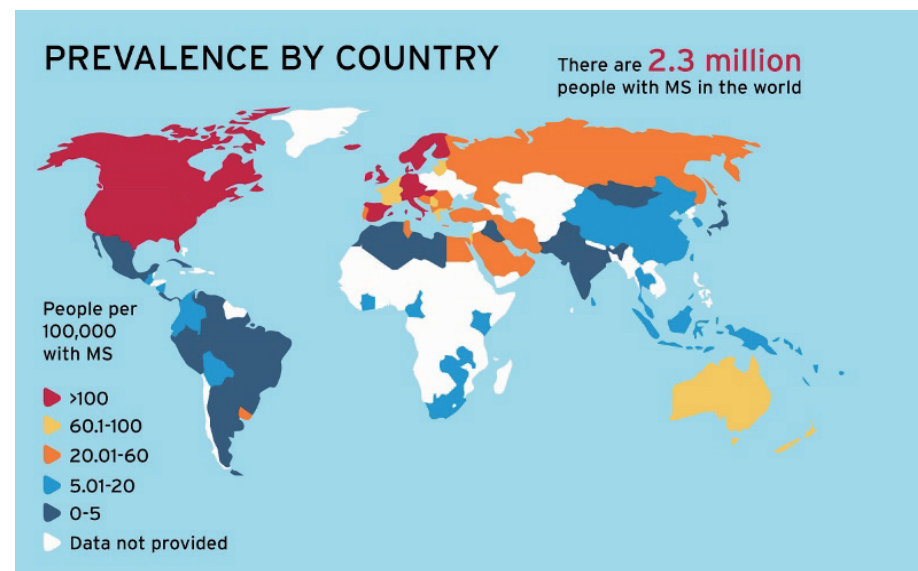 PREVALENCE BY COUNTRY
There are 2.3 million
people with MS in the world
People per
100,000
with MS
>100
60.1-100
20.01-60
5.01-20
0-5
Data not provided